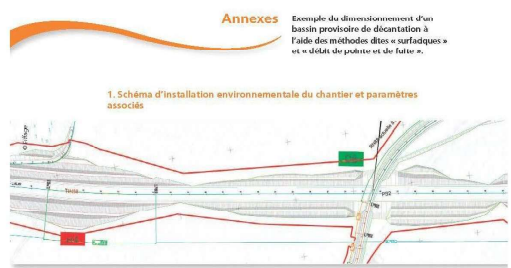 Annexes
Exemple du dimensionnement d'un
bassin provisoire de décantation à
l'aide des méthodes dites « surfaciques »
et « débit de pointe et de fuite ».
1. Schéma d'installation environnementale du chantier et paramètres
associés